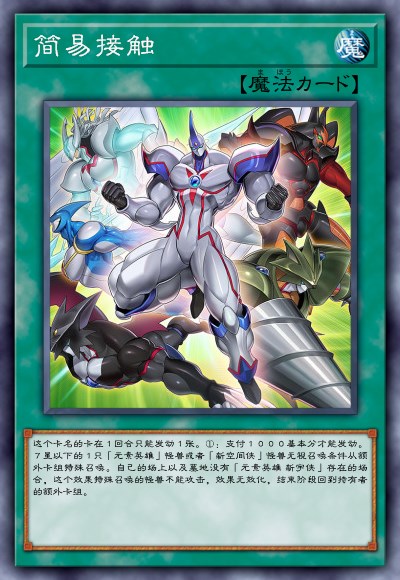 简易接触
魔
【魔法カード】
まほう
这个卡名的卡在1回合只能发动1张。①：支付1000基本分才能发动。
7星以下的1只「元素英雄」怪兽或者「新空间侠」怪兽无视召唤条件从额
外卡组特殊召唤。自己的场上以及墓地没有「元素英雄 新宇侠」存在的场
合，这个效果特殊召唤的怪兽不能攻击，效果无效化，结束阶段回到持有者
的额外卡组。